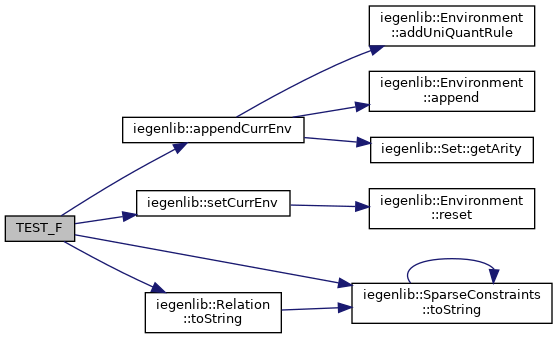 TEST_F
iegenlib::appendCurrEnv
iegenlib::Environment
::addUniQuantRule
iegenlib::Environment
::append
iegenlib::Set::getArity
iegenlib::setCurrEnv
iegenlib::Environment
::reset
iegenlib::Relation
::toString
iegenlib::SparseConstraints
::toString